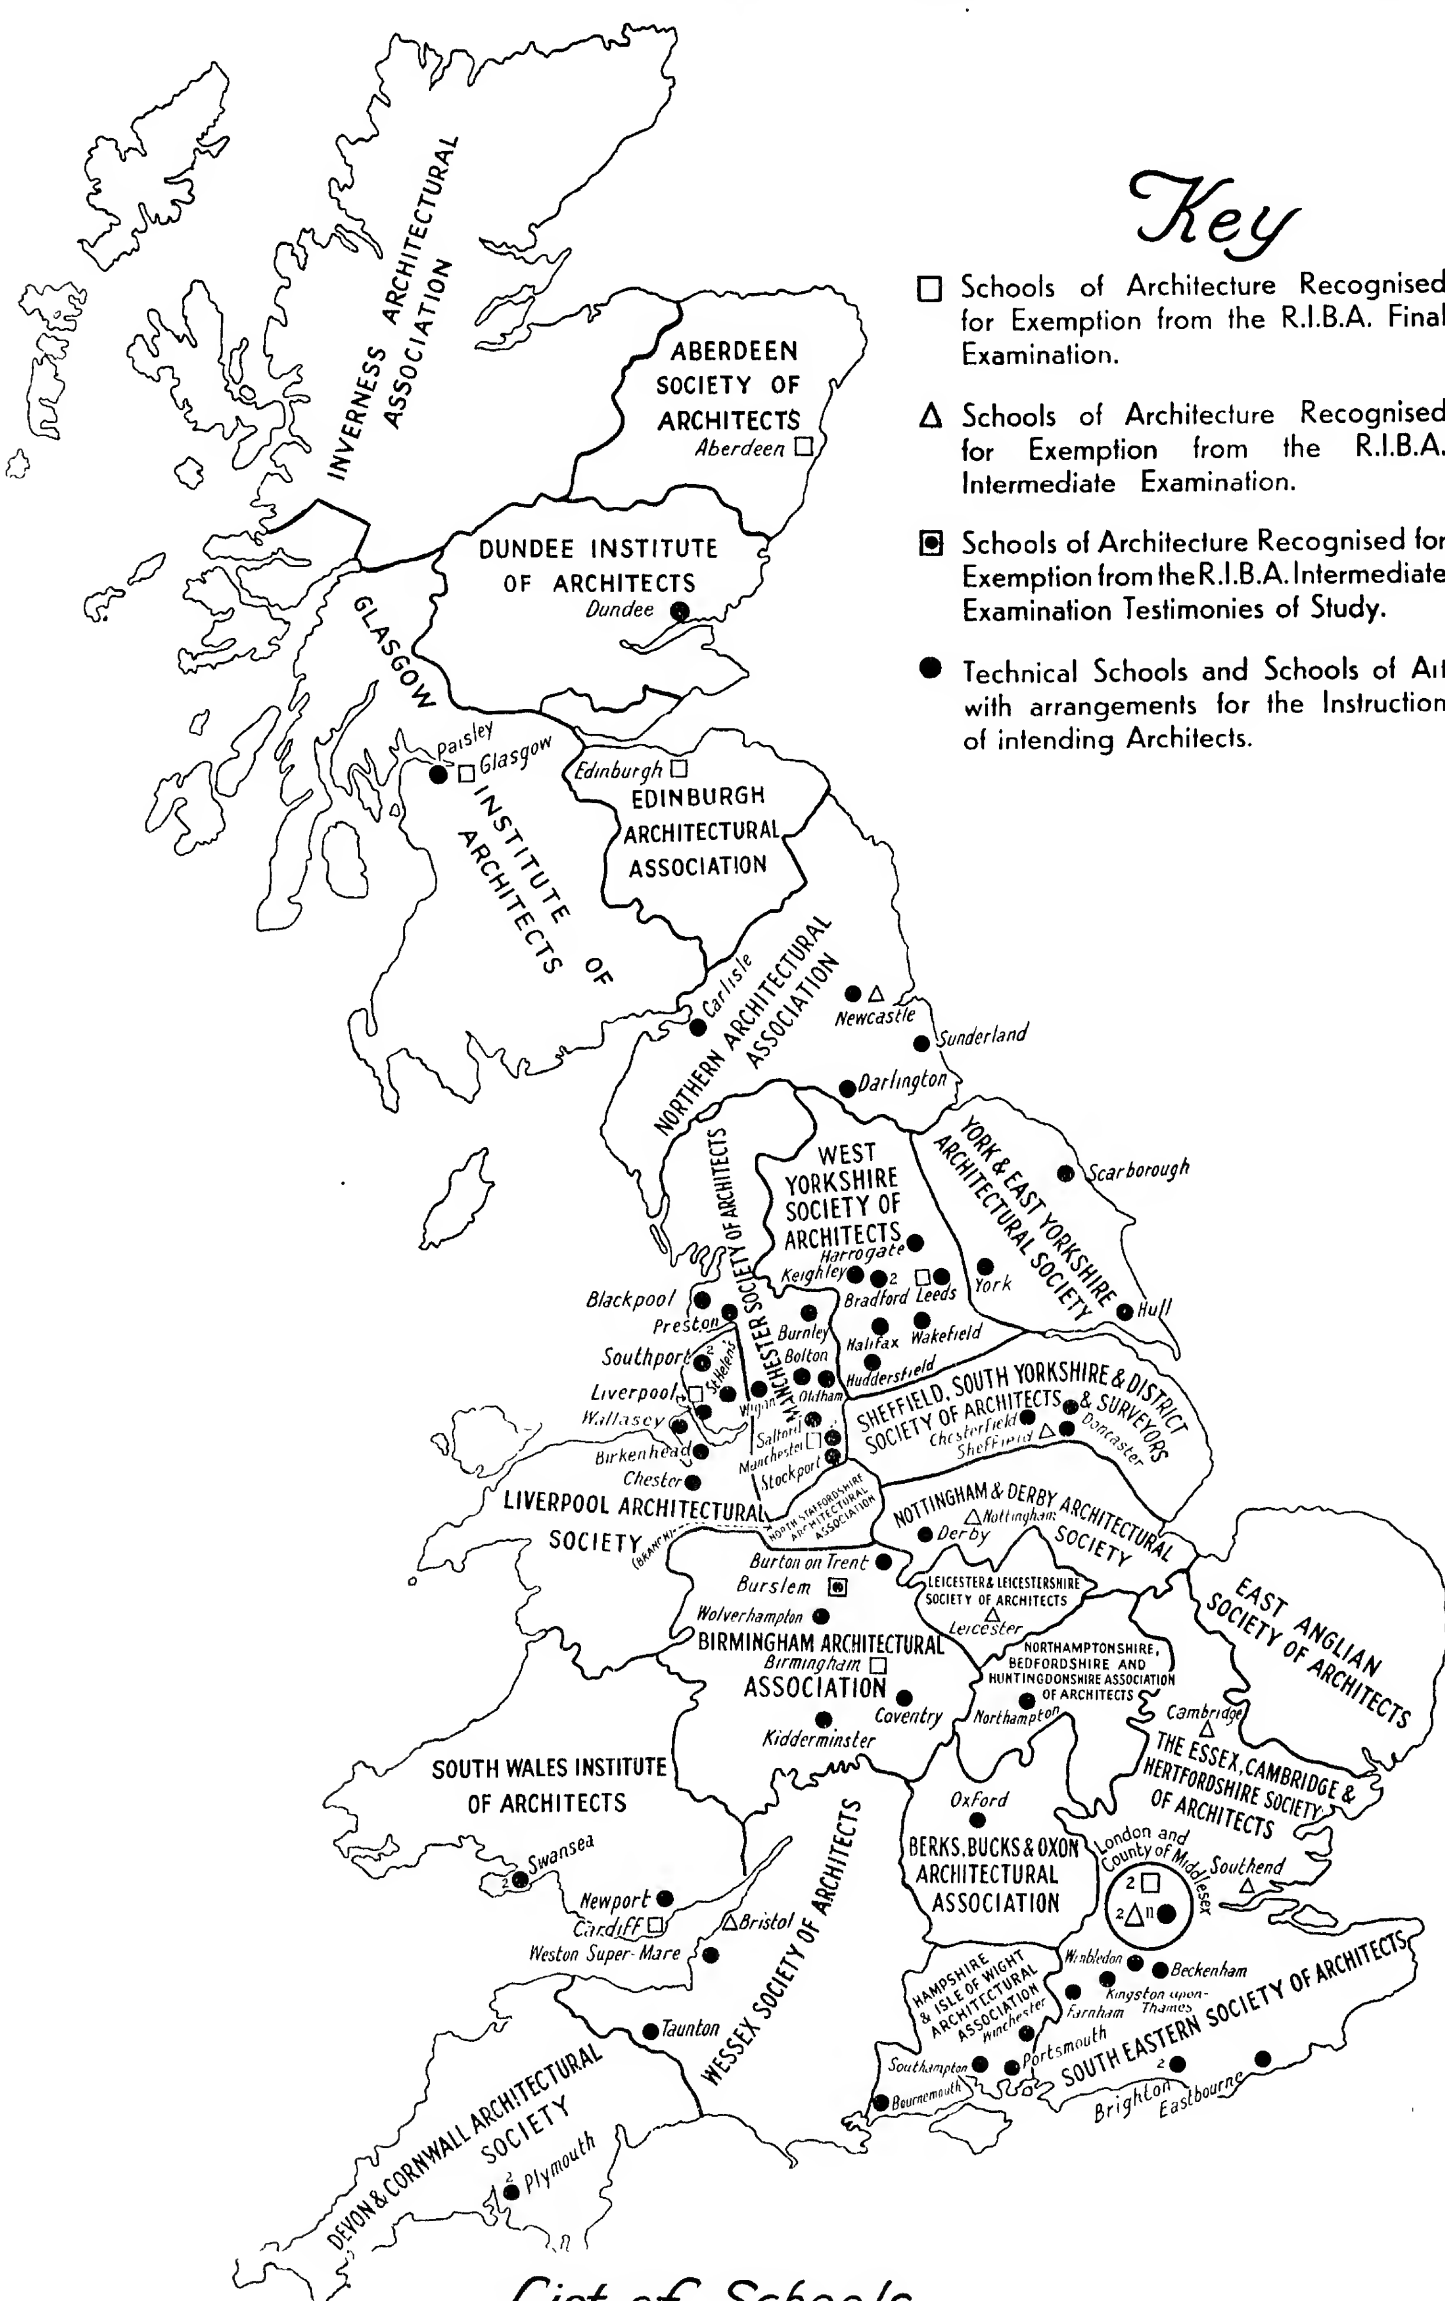 Key
Schools of Architecture Recognised
for Exemption from the R.I.B.A. Final
Examination.
Schools of Architecture Recognised
for Exemption from the R.I.B.A.
Intermediate Examination.
Schools of Architecture Recognised for
Exemption from the R.I.B.A. Intermediate
Examination Testimonies of Study.
Technical Schools and Schools of Art
with arrangements for the Instruction
of intending Architects.
INVERNESS ARCHITECTURAL
ASSOCIATION
ABERDEEN
SOCIETY OF
ARCHITECTS
Aberdeen
DUNDEE INSTITUTE
OF ARCHITECTS
Dundee
GLASGOW
INSTITUTE OF
ARCHITECTS
Paisley
Glasgow
Edinburgh
EDINBURGH
ARCHITECTURAL
ASSOCIATION
NORTHERN ARCHITECTURAL
ASSOCIATION
Carlisle
Newcastle
Sunderland
Darlington
MANCHESTER SOCIETY OF ARCHITECTS
WEST
YORKSHIRE
SOCIETY OF
ARCHITECTS
Harrogate
Keighley
2
Bradford
Leeds
Halifax
Wakefield
Huddersfield
YORK & EAST YORKSHIRE
ARCHITECTURAL SOCIETY
Scarborough
York
Hull
Blackpool
Preston
Burnley
Southport
2
St Helen's
Bolton
Liverpool
Wigan
Oldham
Wallasey
Salford
Birkenhead
Manchester
Stockport
Chester
SHEFFIELD, SOUTH YORKSHIRE & DISTRICT
SOCIETY OF ARCHITECTS & SURVEYORS
Chesterfield
Sheffield
Doncaster
LIVERPOOL ARCHITECTURAL
SOCIETY
(BRANCH)
NORTH STAFFORDSHIRE
ARCHITECTURAL
ASSOCIATION
NOTTINGHAM & DERBY ARCHITECTURAL
SOCIETY
Nottingham
Derby
Burton on Trent
Burslem
Wolverhampton
BIRMINGHAM ARCHITECTURAL
ASSOCIATION
Birmingham
Coventry
Kidderminster
LEICESTER & LEICESTERSHIRE
SOCIETY OF ARCHITECTS
Leicester
NORTHAMPTONSHIRE,
BEDFORDSHIRE AND
HUNTINGDONSHIRE ASSOCIATION
OF ARCHITECTS
Northampton
EAST ANGLIAN
SOCIETY OF ARCHITECTS
Cambridge
THE ESSEX, CAMBRIDGE &
HERTFORDSHIRE SOCIETY
OF ARCHITECTS
SOUTH WALES INSTITUTE
OF ARCHITECTS
2
Swansea
Newport
Cardiff
Oxford
BERKS, BUCKS & OXON
ARCHITECTURAL
ASSOCIATION
London and
County of Middlesex
2
2
11
Southend
Bristol
Weston Super-Mare
WESSEX SOCIETY OF ARCHITECTS
Taunton
HAMPSHIRE
& ISLE OF WIGHT
ARCHITECTURAL
ASSOCIATION
Winchester
Southampton
Portsmouth
Bournemouth
Wimbledon
Beckenham
Kingston upon-
Thames
Farnham
SOUTH EASTERN SOCIETY OF ARCHITECTS
2
Brighton
Eastbourne
DEVON & CORNWALL ARCHITECTURAL
SOCIETY
2
Plymouth
List of Schools